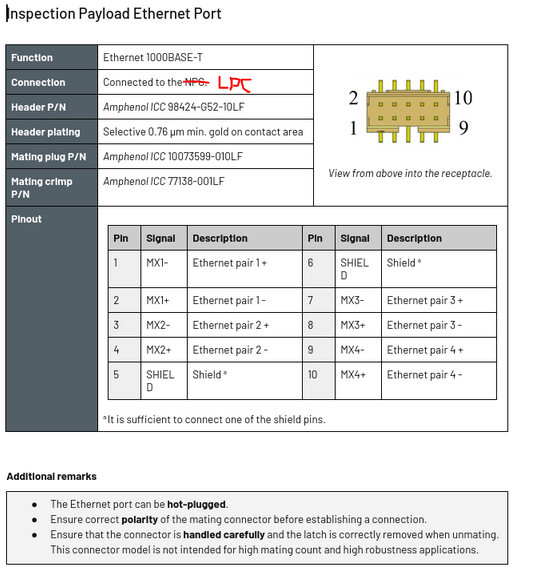 Inspection Payload Ethernet Port
Function
Ethernet 1000BASE-T
Connection
Connected to the NPC. LPC
Header P/N
Amphenol ICC 98424-G52-10LF
Header plating
Selective 0.76 µm min. gold on contact area
Mating plug P/N
Amphenol ICC 10073599-010LF
Mating crimp
P/N
Amphenol ICC 77138-001LF
2 10
1 9
View from above into the receptacle.
Pinout
Pin Signal Description Pin Signal Description
1 MX1- Ethernet pair 1 + 6 SHIEL
D Shield ª
2 MX1+ Ethernet pair 1 - 7 MX3- Ethernet pair 3 +
3 MX2- Ethernet pair 2 + 8 MX3+ Ethernet pair 3 -
4 MX2+ Ethernet pair 2 - 9 MX4- Ethernet pair 4 +
5 SHIEL
D Shield ª 10 MX4+ Ethernet pair 4 -
ªIt is sufficient to connect one of the shield pins.
Additional remarks
● The Ethernet port can be hot-plugged.
● Ensure correct polarity of the mating connector before establishing a connection.
● Ensure that the connector is handled carefully and the latch is correctly removed when unmating.
This connector model is not intended for high mating count and high robustness applications.